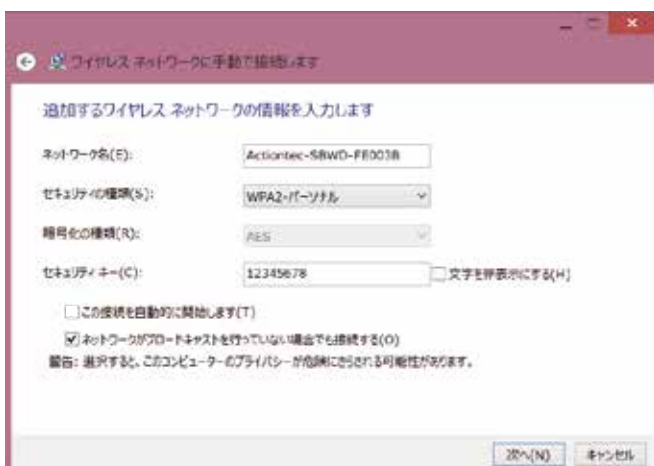 ワイヤレス ネットワークに手動で接続します
追加するワイヤレス ネットワークの情報を入力します
ネットワーク名(E):
Actiontec-SBWD-FE003B
セキュリティの種類(S):
WPA2-パーソナル
暗号化の種類(R):
AES
セキュリティ キー(C):
12345678
文字を非表示にする(H)
この接続を自動的に開始します(T)
ネットワークがブロードキャストを行っていない場合でも接続する(O)
警告: 選択すると、このコンピューターのプライバシーが危険にさらされる可能性があります。
次へ(N)
キャンセル